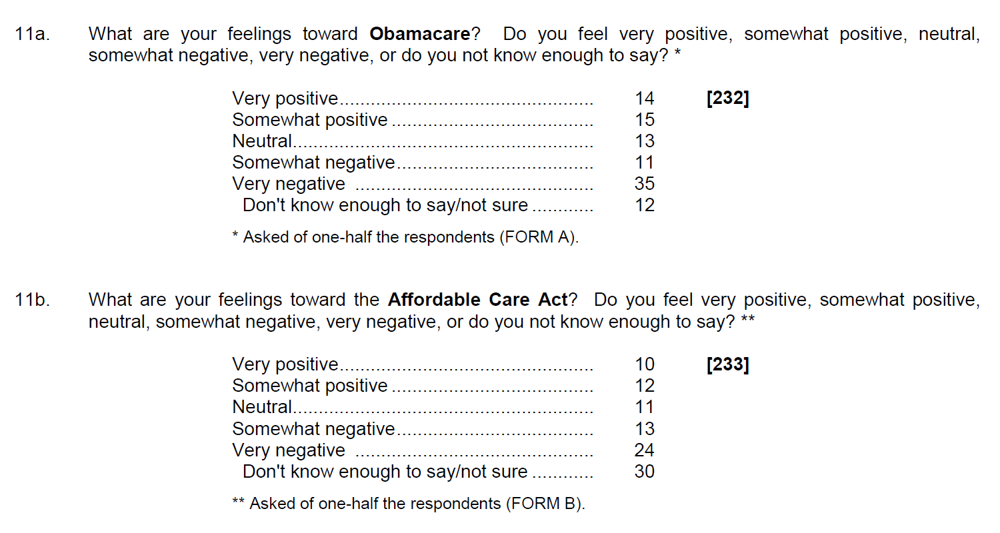 11a. What are your feelings toward Obamacare? Do you feel very positive, somewhat positive, neutral,
somewhat negative, very negative, or do you not know enough to say? *
Very positive.................................................. 14 [232]
Somewhat positive ....................................... 15
Neutral........................................................... 13
Somewhat negative...................................... 11
Very negative .............................................. 35
Don't know enough to say/not sure ............ 12
* Asked of one-half the respondents (FORM A).
11b. What are your feelings toward the Affordable Care Act? Do you feel very positive, somewhat positive,
neutral, somewhat negative, very negative, or do you not know enough to say? **
Very positive.................................................. 10 [233]
Somewhat positive ....................................... 12
Neutral........................................................... 11
Somewhat negative...................................... 13
Very negative .............................................. 24
Don't know enough to say/not sure ............ 30
** Asked of one-half the respondents (FORM B).